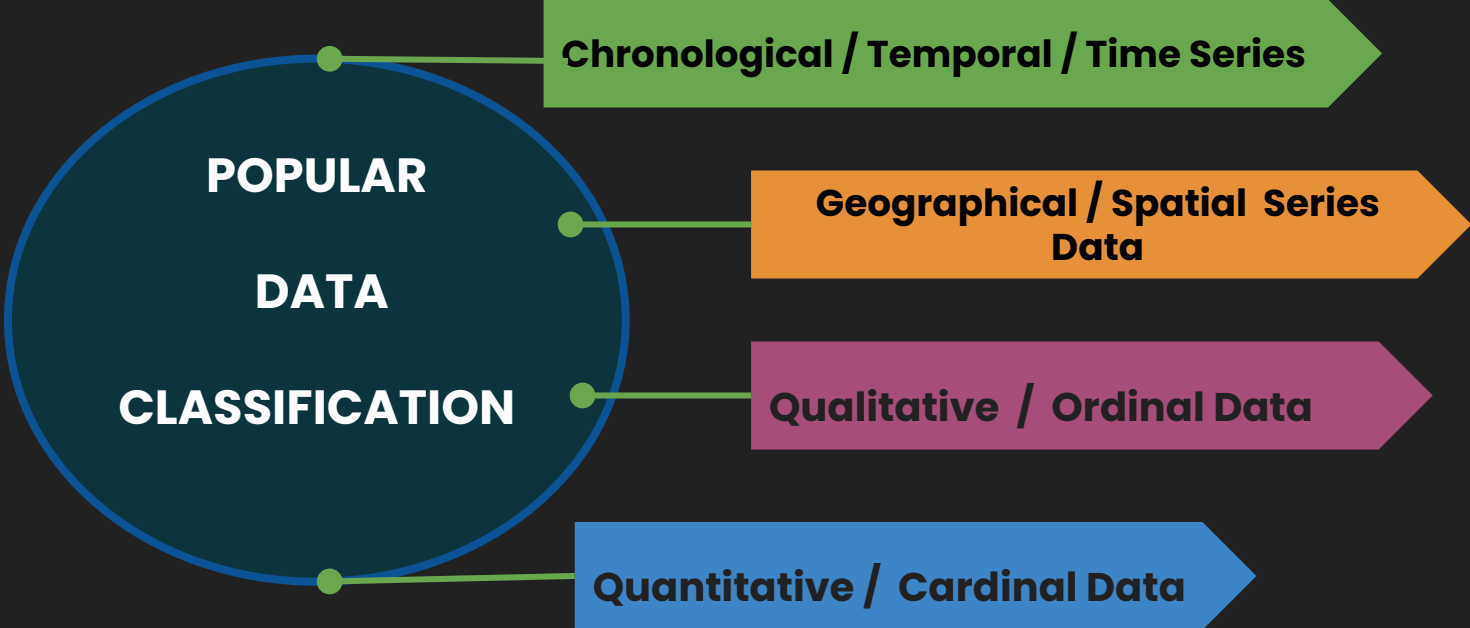 Chronological / Temporal / Time Series
POPULAR
Geographical / Spatial Series
Data
DATA
CLASSIFICATION
Qualitative / Ordinal Data
Quantitative / Cardinal Data